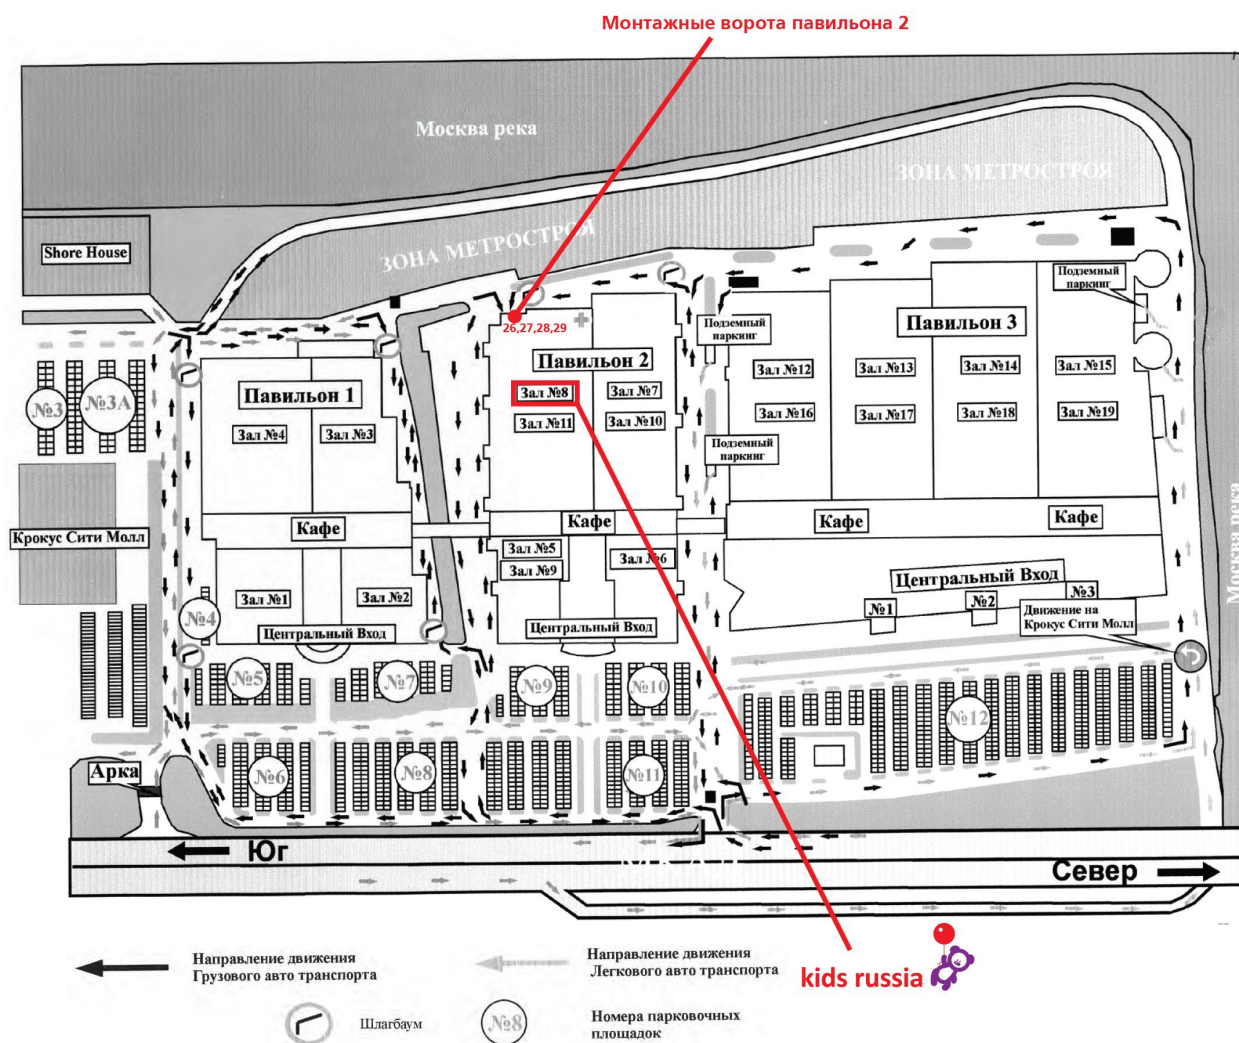 Монтажные ворота павильона 2
Москва река
ЗОНА МЕТРОСТРОЯ
ЗОНА МЕТРОСТРОЯ
Shore House
Подземный
паркинг
26,27,28,29
Подземный
паркинг
Павильон 3
Павильон 2
Павильон 1
Зал №12
Зал №13
Зал №14
Зал №15
Зал №8
Зал №7
№3
№3А
Зал №16
Зал №17
Зал №18
Зал №19
Зал №11
Зал №10
Зал №4
Зал №3
Подземный
паркинг
Москва река
Кафе
Кафе
Кафе
Кафе
Крокус Сити Молл
Зал №5
Зал №6
Зал №9
Центральный Вход
№1
№2
№3
Зал №1
Зал №2
№4
Движение на
Крокус Сити Молл
Центральный Вход
Центральный Вход
№5
№7
№9
№10
№12
Арка
№6
№8
№11
Юг
Север
Направление движения
Грузового авто транспорта
Направление движения
Легкового авто транспорта
kids russia
Шлагбаум
№8
Номера парковочных
площадок